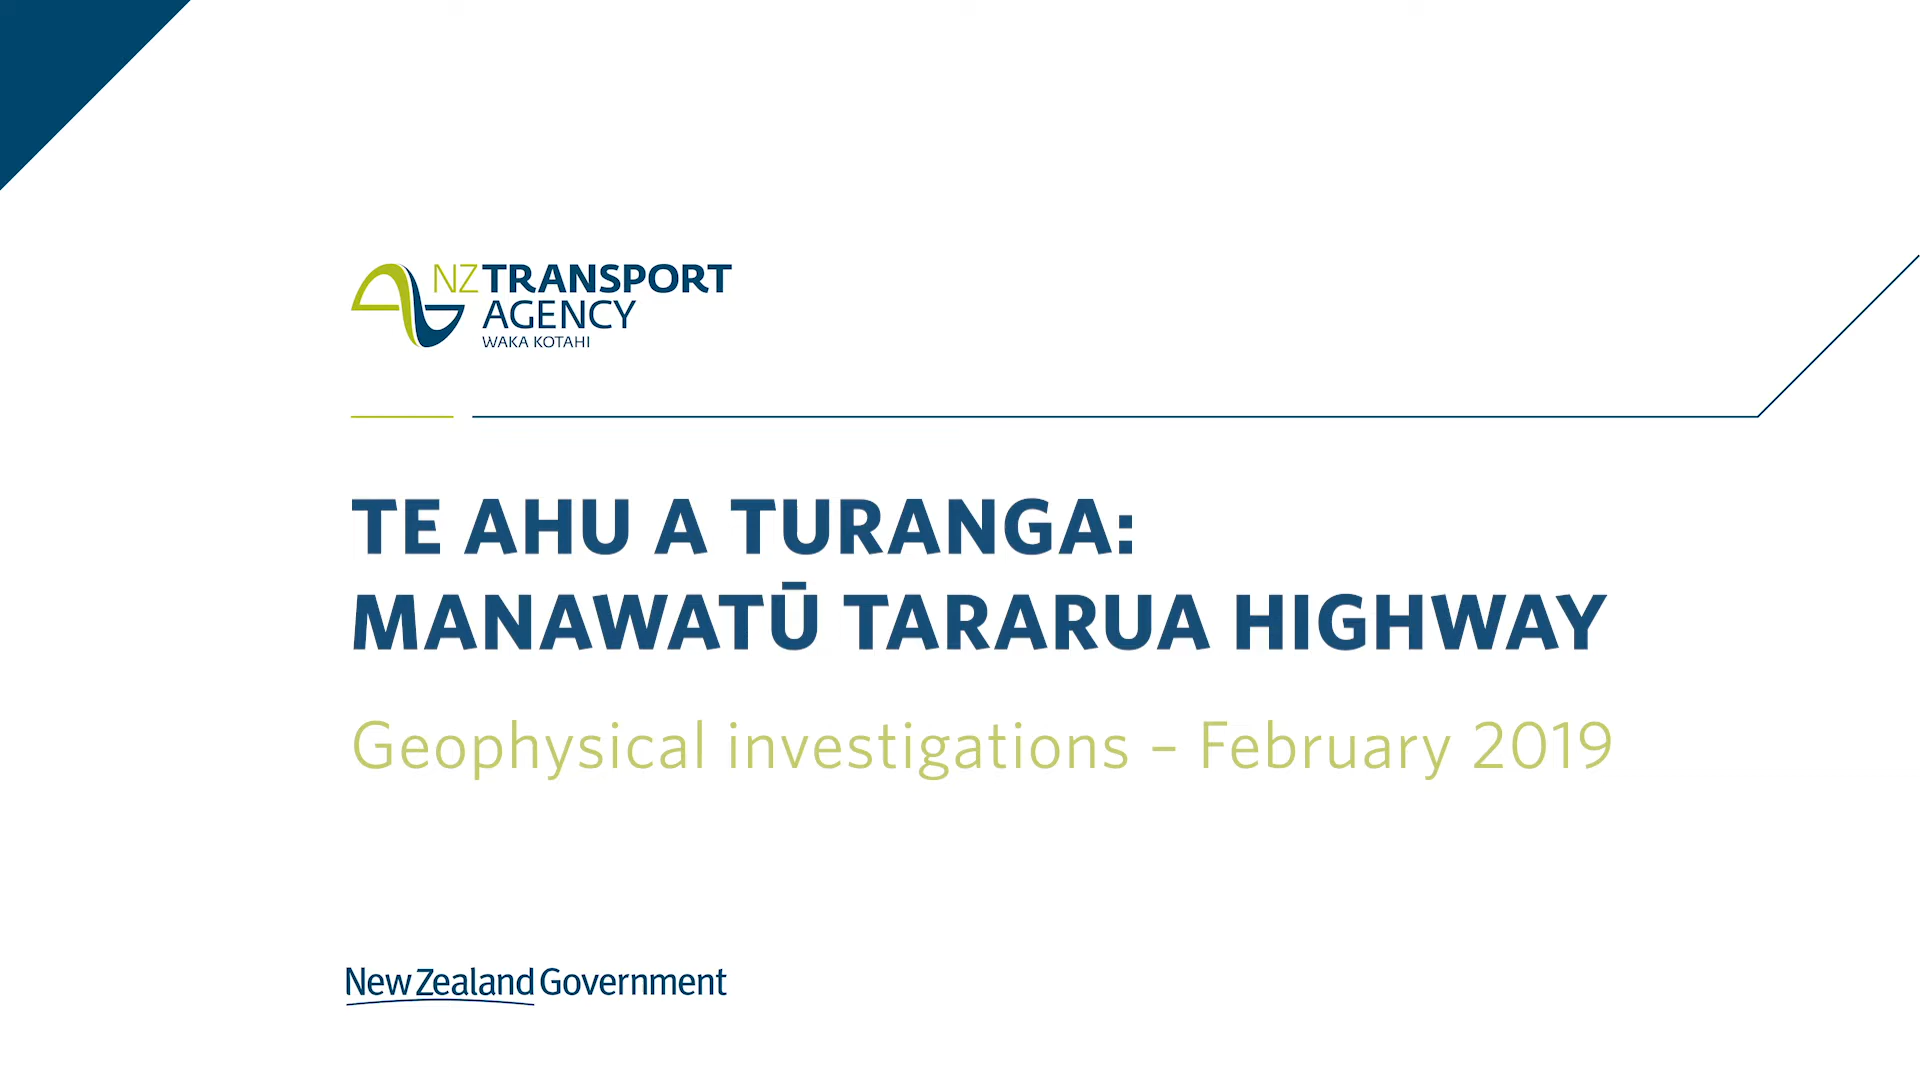 NZ TRANSPORT
AGENCY
WAKA KOTAHI
TE AHU A TURANGA:
MANAWATŪ TARARUA HIGHWAY
Geophysical investigations – February 2019
New Zealand Government